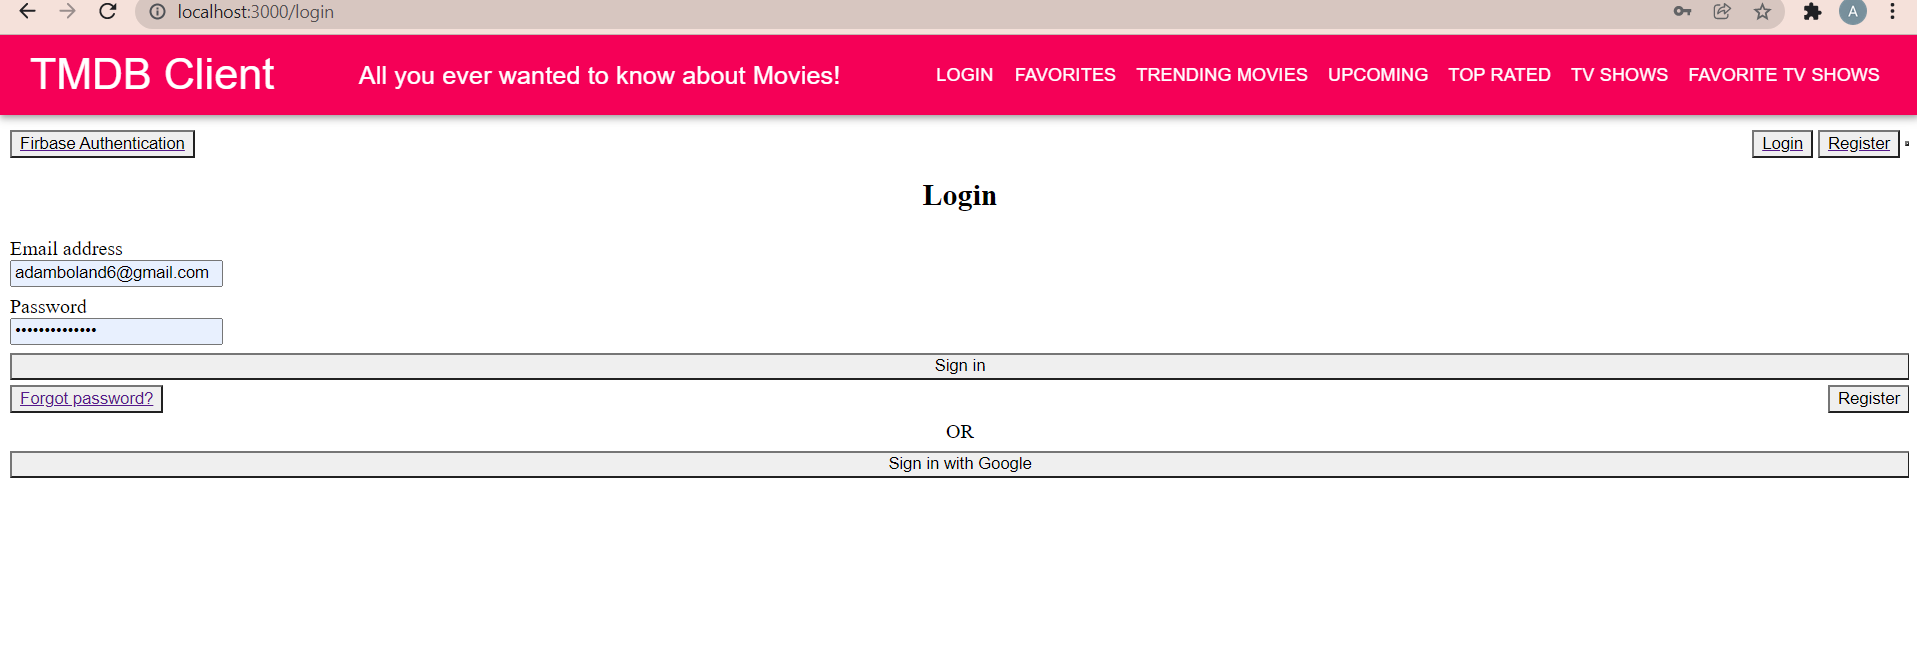 localhost:3000/login
A
TMDB Client All you ever wanted to know about Movies! LOGIN FAVORITES TRENDING MOVIES UPCOMING TOP RATED TV SHOWS FAVORITE TV SHOWS
Firbase Authentication Login Register
Login
Email address
adamboland6@gmail.com
Password
••••••••••••••
Sign in
Forgot password? Register
OR
Sign in with Google